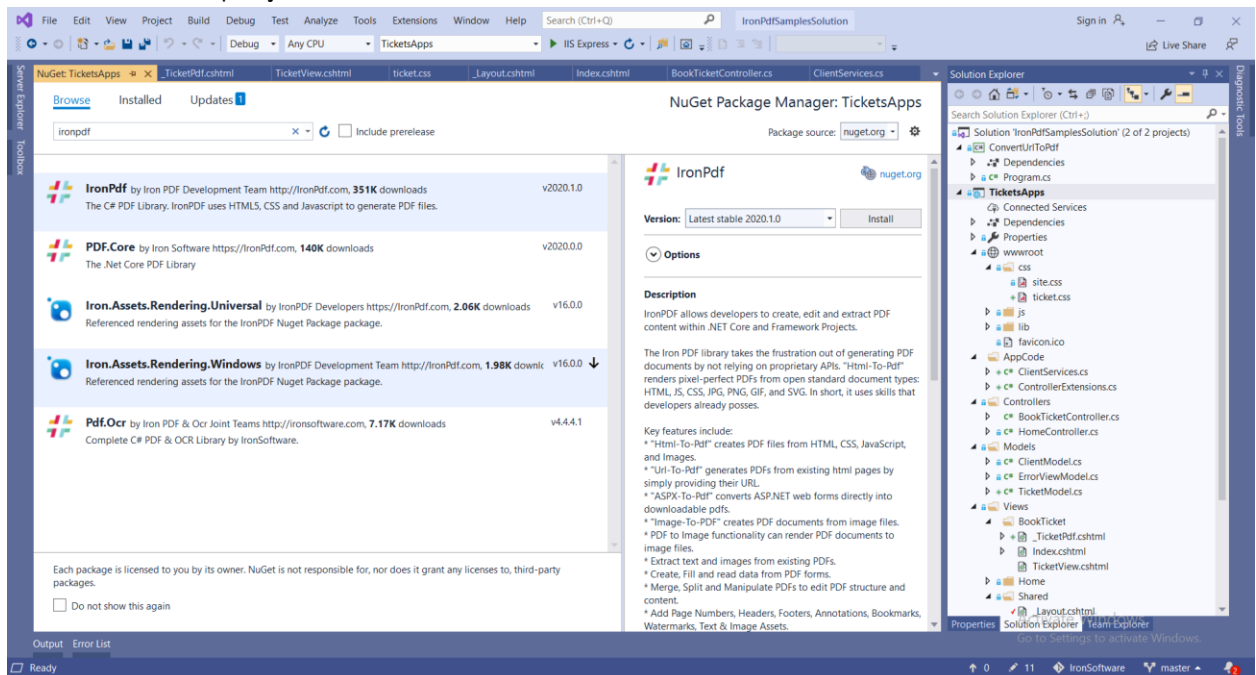 File Edit View Project Build Debug Test Analyze Tools Extensions Window Help Search (Ctrl+Q) IronPdfSamplesSolution Sign in
Debug Any CPU TicketsApps IIS Express Live Share
NuGet: TicketsApps _TicketPdf.cshtml TicketView.cshtml ticket.css _Layout.cshtml Index.cshtml BookTicketController.cs ClientServices.cs
Server Explorer
Toolbox
Browse Installed Updates 1
NuGet Package Manager: TicketsApps
ironpdf Include prerelease
Package source: nuget.org
IronPdf by Iron PDF Development Team http://IronPdf.com, 351K downloads v2020.1.0
The C# PDF Library. IronPDF uses HTML5, CSS and Javascript to generate PDF files.
PDF.Core by Iron Software https://IronPdf.com, 140K downloads v2020.0.0
The .Net Core PDF Library
Iron.Assets.Rendering.Universal by IronPDF Developers https://IronPdf.com, 2.06K downloads v16.0.0
Referenced rendering assets for the IronPDF Nuget Package package.
Iron.Assets.Rendering.Windows by IronPDF Development Team http://IronPdf.com, 1.98K downlc v16.0.0
Referenced rendering assets for the IronPDF Nuget Package package.
Pdf.Ocr by Iron PDF & Ocr Joint Teams http://ironsoftware.com, 7.17K downloads v4.4.4.1
Complete C# PDF & OCR Library by IronSoftware.
Each package is licensed to you by its owner. NuGet is not responsible for, nor does it grant any licenses to, third-party
packages.
Do not show this again
IronPdf nuget.org
Version: Latest stable 2020.1.0 Install
Options
Description
IronPDF allows developers to create, edit and extract PDF
content within .NET Core and Framework Projects.
The Iron PDF library takes the frustration out of generating PDF
documents by not relying on proprietary APIs. "Html-To-Pdf"
renders pixel-perfect PDFs from open standard document types:
HTML, JS, CSS, JPG, PNG, GIF, and SVG. In short, it uses skills that
developers already posses.
Key features include:
* "Html-to-Pdf" creates PDF files from HTML, CSS, JavaScript,
and Images.
* "Url-To-Pdf" generates PDFs from existing html pages by
simply providing their URL.
* "ASPX-To-Pdf" converts ASP.NET web forms directly into
downloadable pdfs.
* "Image-To-PDF" creates PDF documents from image files.
* PDF to Image functionality can render PDF documents to
image files.
* Extract text and images from existing PDFs.
* Create, Fill and read data from PDF forms.
* Merge, Split and Manipulate PDFs to edit PDF structure and
content.
* Add Page Numbers, Headers, Footers, Annotations, Bookmarks,
Watermarks, Text & Image Assets.
Solution Explorer
Search Solution Explorer (Ctrl+;)
Solution 'IronPdfSamplesSolution' (2 of 2 projects)
C# ConvertUrlToPdf
Dependencies
C# Program.cs
TicketsApps
Connected Services
Dependencies
Properties
wwwroot
css
site.css
ticket.css
js
lib
favicon.ico
AppCode
C# ClientServices.cs
C# ControllerExtensions.cs
Controllers
C# BookTicketController.cs
C# HomeController.cs
Models
C# ClientModel.cs
C# ErrorViewModel.cs
C# TicketModel.cs
Views
BookTicket
_TicketPdf.cshtml
Index.cshtml
TicketView.cshtml
Home
Shared
_Layout.cshtml
Properties Solution Explorer Team Explorer
Diagnostic Tools
Activate Windows
Go to Settings to activate Windows.
Output Error List
Ready 0 11 IronSoftware master 2